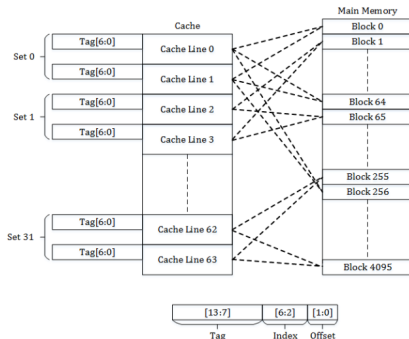 Cache
Main Memory
Set 0
Tag[6:0]
Cache Line 0
Tag[6:0]
Cache Line 1
Set 1
Tag[6:0]
Cache Line 2
Tag[6:0]
Cache Line 3
Set 31
Tag[6:0]
Cache Line 62
Tag[6:0]
Cache Line 63
Block 0
Block 1
Block 64
Block 65
Block 255
Block 256
Block 4095
[13:7] [6:2] [1:0]
Tag Index Offset